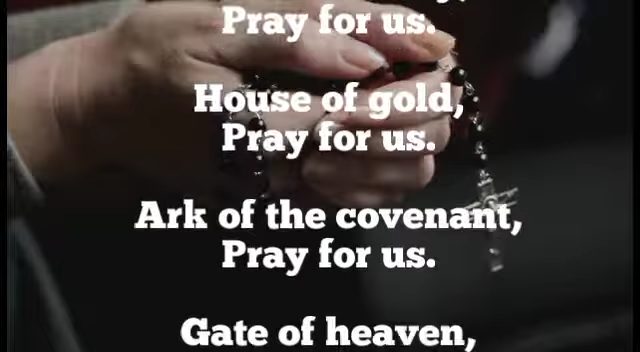 Pray for us.
House of gold,
Pray for us.
Ark of the covenant,
Pray for us.
Gate of heaven,